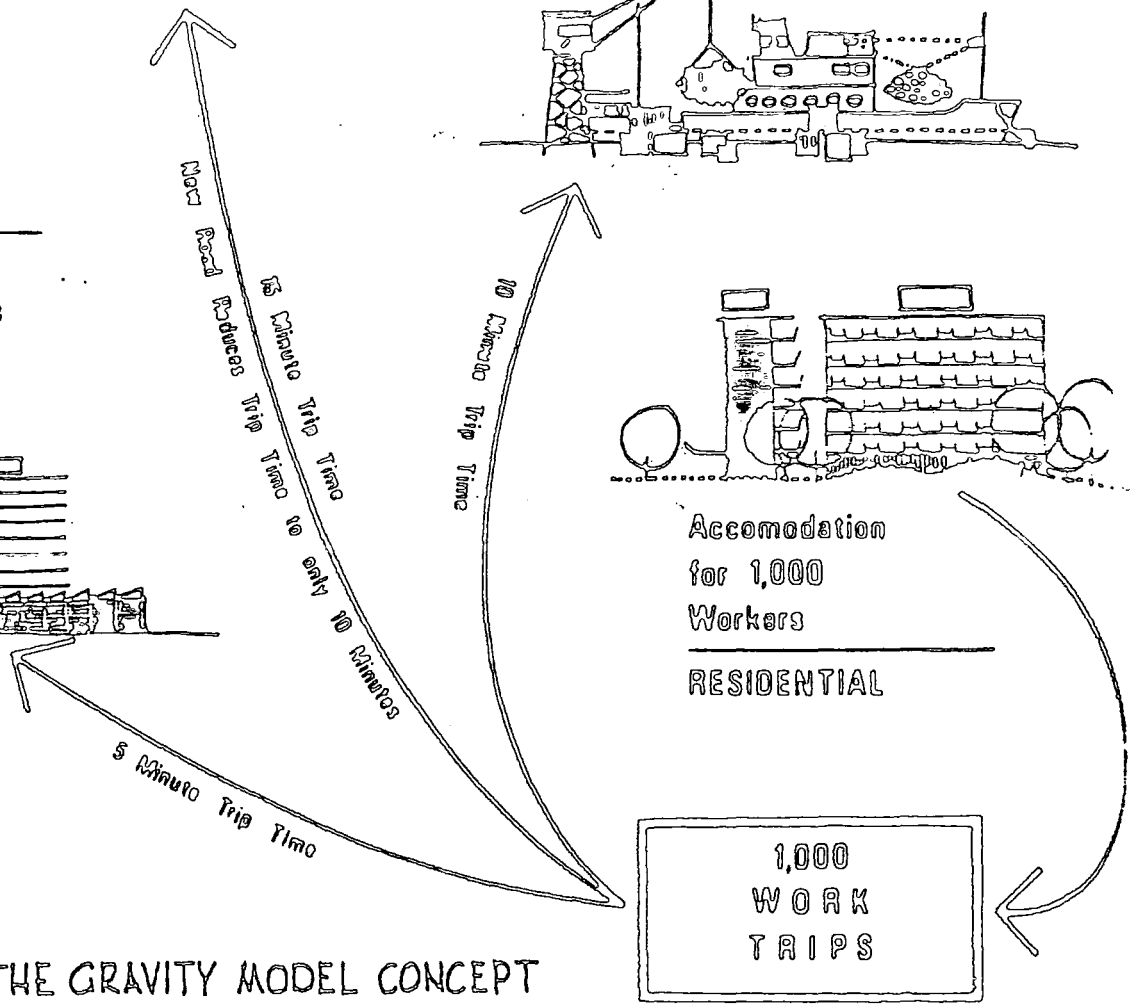 15 Minute Trip Time
New Road Reduces Trip Time to only 10 Minutes
10 Minute Trip Time
5 Minute Trip Time
Accomodation
for 1,000
Workers
RESIDENTIAL
1,000
WORK
TRIPS
THE GRAVITY MODEL CONCEPT